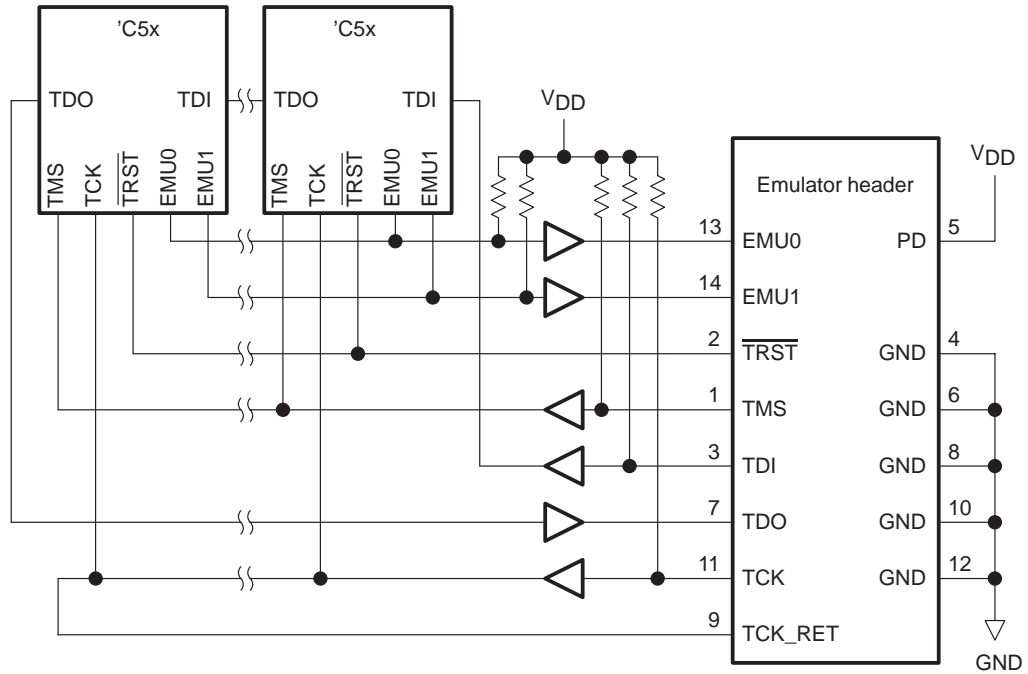 'C5x
'C5x
TDO TDI TDO TDI
TMS TCK TRST EMU0 EMU1
TMS TCK TRST EMU0 EMU1
VDD
VDD
Emulator header
13 EMU0 PD 5
14 EMU1
2 TRST GND 4
1 TMS GND 6
3 TDI GND 8
7 TDO GND 10
11 TCK GND 12
9 TCK_RET
GND